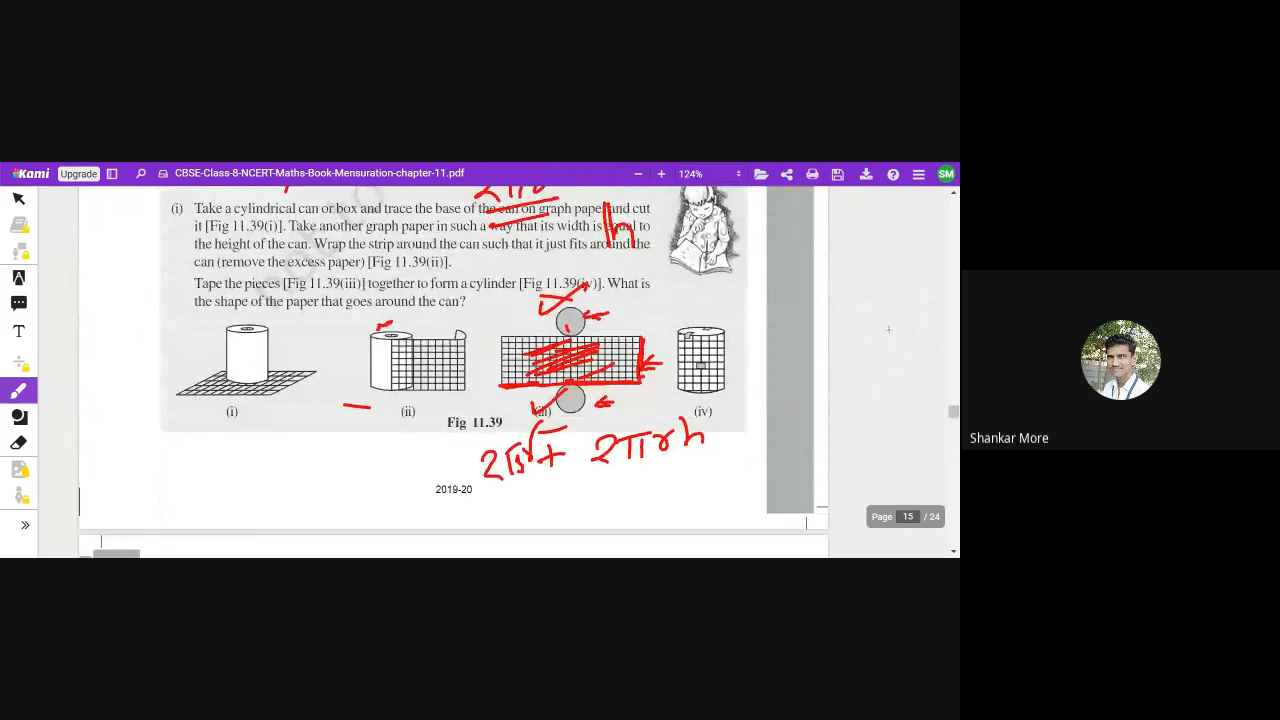 Kami Upgrade CBSE-Class-8-NCERT-Maths-Book-Mensuration-chapter-11.pdf 124% SM
(i) Take a cylindrical can or box and trace the base of the can on graph paper and cut
it [Fig 11.39(i)]. Take another graph paper in such a way that its width is equal to
the height of the can. Wrap the strip around the can such that it just fits around the
can (remove the excess paper) [Fig 11.39(ii)].
h
Tape the pieces [Fig 11.39(iii)] together to form a cylinder [Fig 11.39(iv)]. What is
the shape of the paper that goes around the can?
(i) (ii) (iii) (iv)
Fig 11.39
+ 2πrh
2019-20
Page 15 / 24
Shankar More